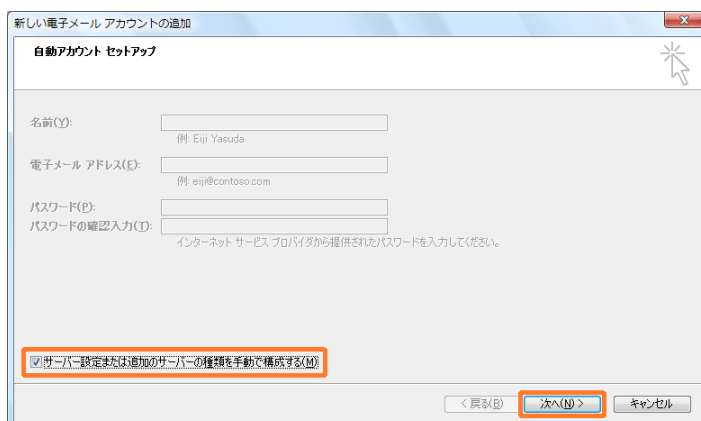 新しい電子メール アカウントの追加
自動アカウント セットアップ
名前(Y):
例: Eiji Yasuda
電子メール アドレス(E):
例: eiji@contoso.com
パスワード(P):
パスワードの確認入力(T):
インターネット サービス プロバイダから提供されたパスワードを入力してください。
サーバー設定または追加のサーバーの種類を手動で構成する(M)
< 戻る(B) 次へ(N) > キャンセル